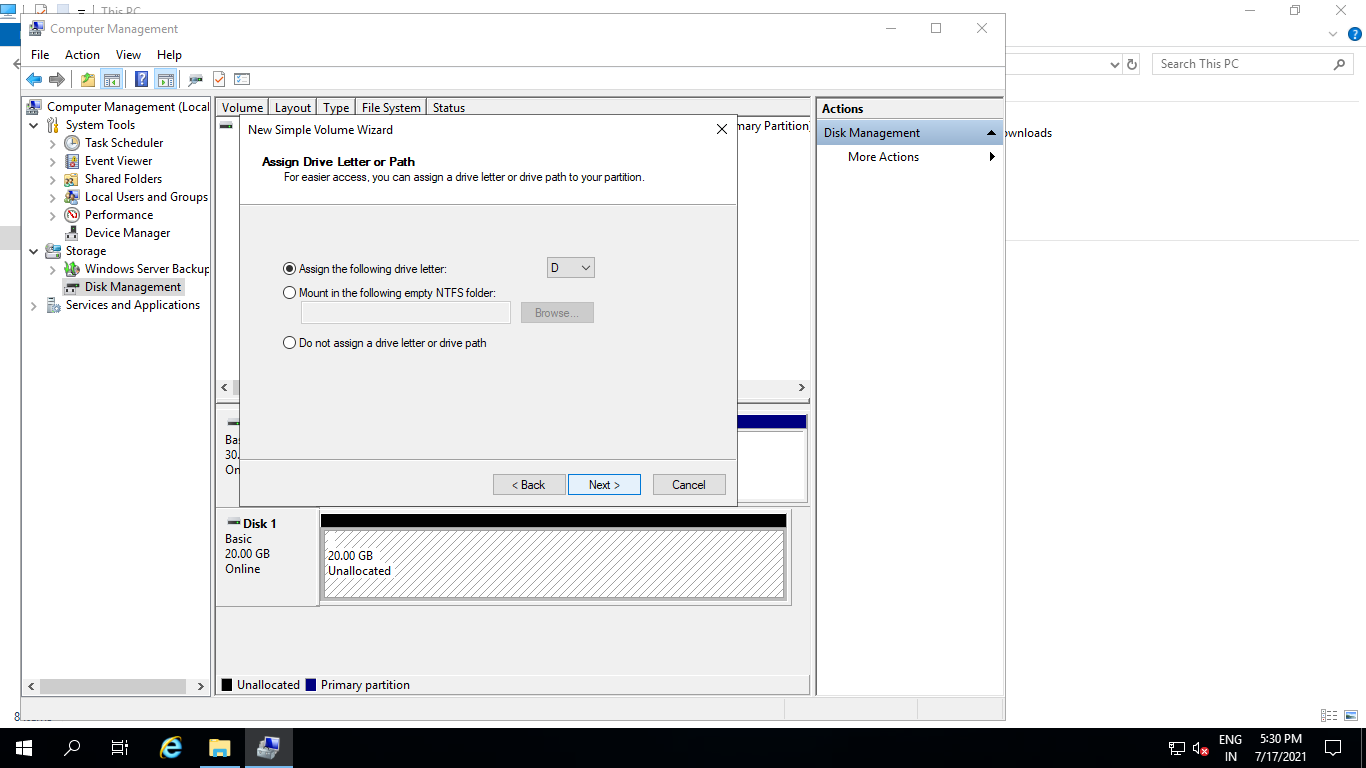 This PC
Computer Management
File Action View Help
Search This PC
Computer Management (Local
System Tools
Task Scheduler
Event Viewer
Shared Folders
Local Users and Groups
Performance
Device Manager
Storage
Windows Server Backup
Disk Management
Services and Applications
Volume Layout Type File System Status
mary Partition
New Simple Volume Wizard
Assign Drive Letter or Path
For easier access, you can assign a drive letter or drive path to your partition.
Assign the following drive letter: D
Mount in the following empty NTFS folder:
Browse...
Do not assign a drive letter or drive path
< Back Next > Cancel
Actions
Disk Management
More Actions
ownloads
Ba
30.
On
Disk 1
Basic
20.00 GB
Online
20.00 GB
Unallocated
Unallocated Primary partition
8
ENG
IN
5:30 PM
7/17/2021